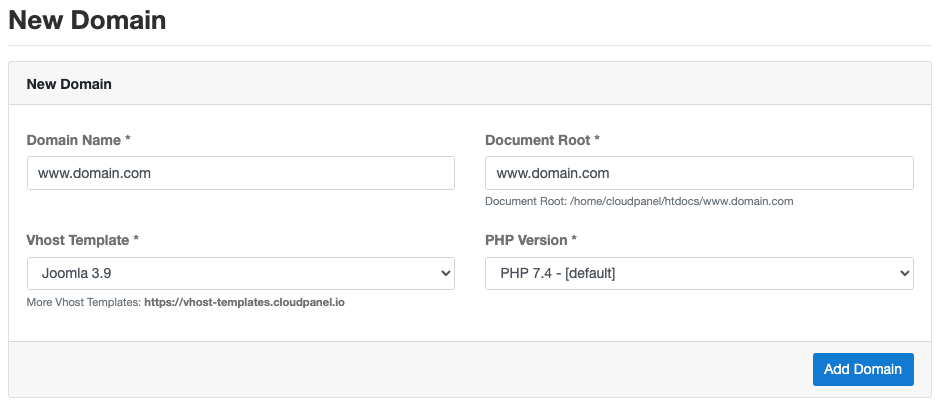 New Domain
New Domain
Domain Name *
Document Root *
www.domain.com
www.domain.com
Document Root: /home/cloudpanel/htdocs/www.domain.com
Vhost Template *
PHP Version *
Joomla 3.9
PHP 7.4 - [default]
More Vhost Templates: https://vhost-templates.cloudpanel.io
Add Domain